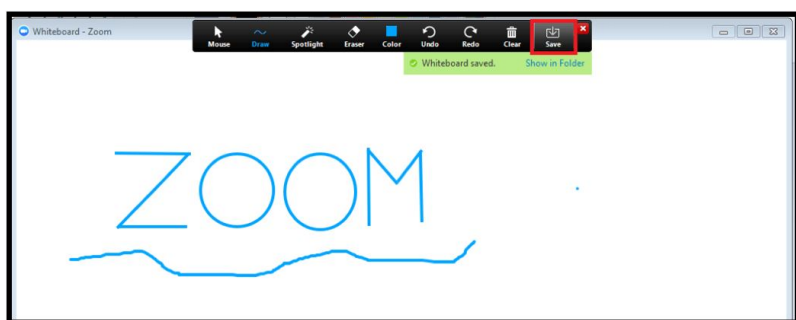 Whiteboard - Zoom
Mouse Draw Spotlight Eraser Color Undo Redo Clear Save
Whiteboard saved. Show in Folder
ZOOM